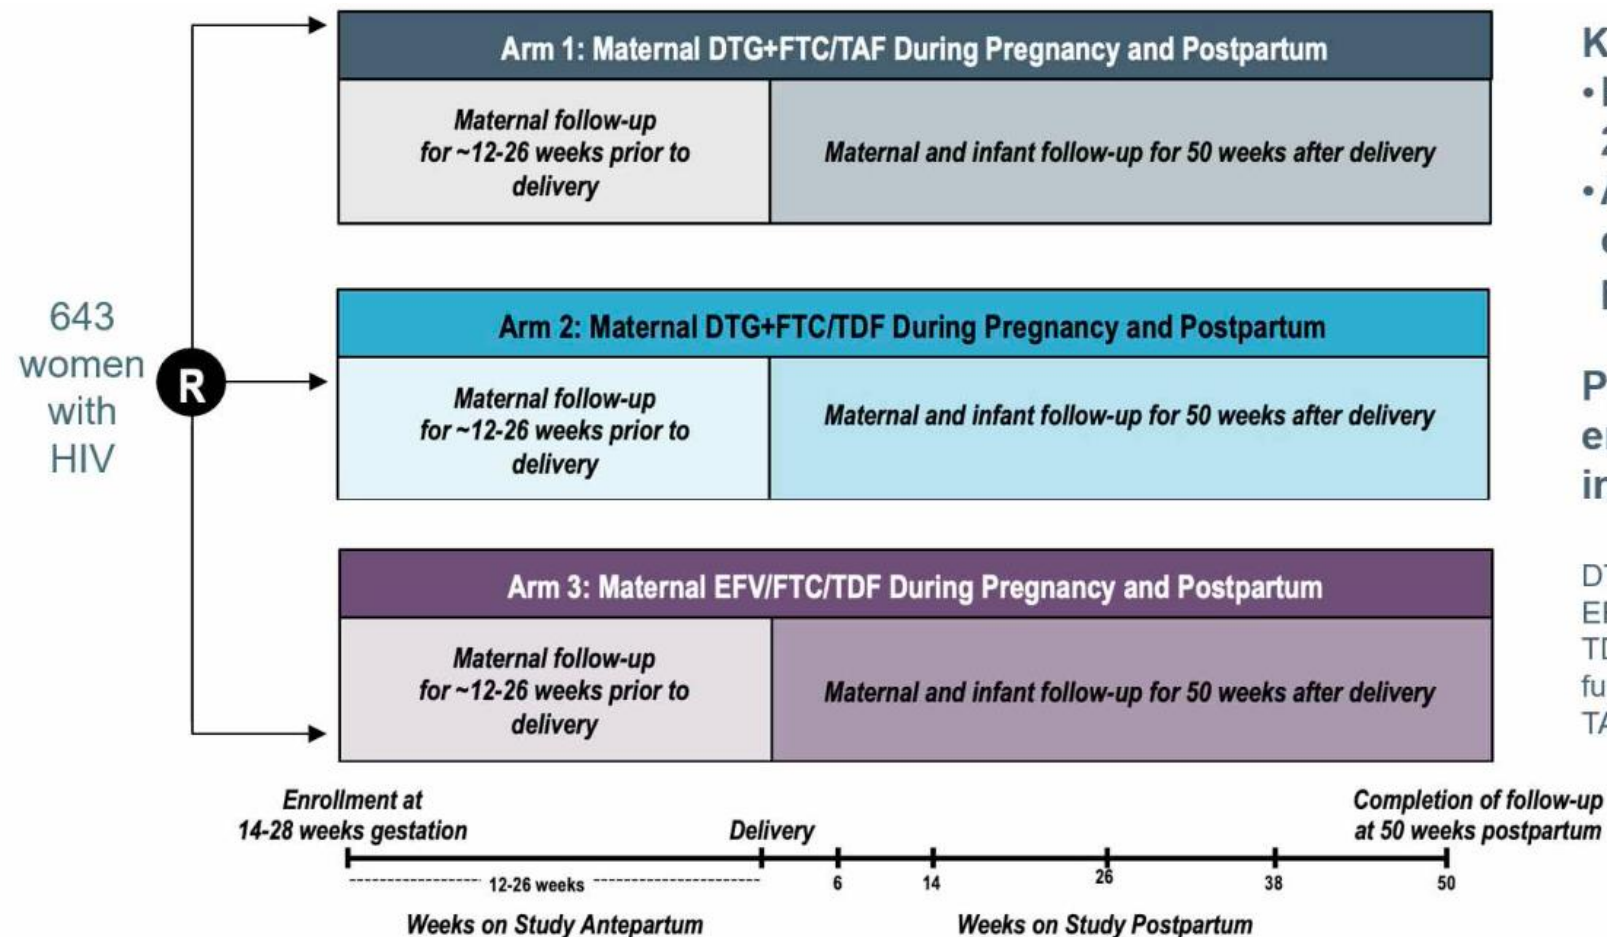 643
women
with
HIV
R
Arm 1: Maternal DTG+FTC/TAF During Pregnancy and Postpartum
Maternal follow-up
for ~12-26 weeks prior to
delivery
Maternal and infant follow-up for 50 weeks after delivery
Arm 2: Maternal DTG+FTC/TDF During Pregnancy and Postpartum
Maternal follow-up
for ~12-26 weeks prior to
delivery
Maternal and infant follow-up for 50 weeks after delivery
Arm 3: Maternal EFV/FTC/TDF During Pregnancy and Postpartum
Maternal follow-up
for ~12-26 weeks prior to
delivery
Maternal and infant follow-up for 50 weeks after delivery
Enrollment at
14-28 weeks gestation
Delivery
Completion of follow-up
at 50 weeks postpartum
12-26 weeks
6
14
26
38
50
Weeks on Study Antepartum
Weeks on Study Postpartum